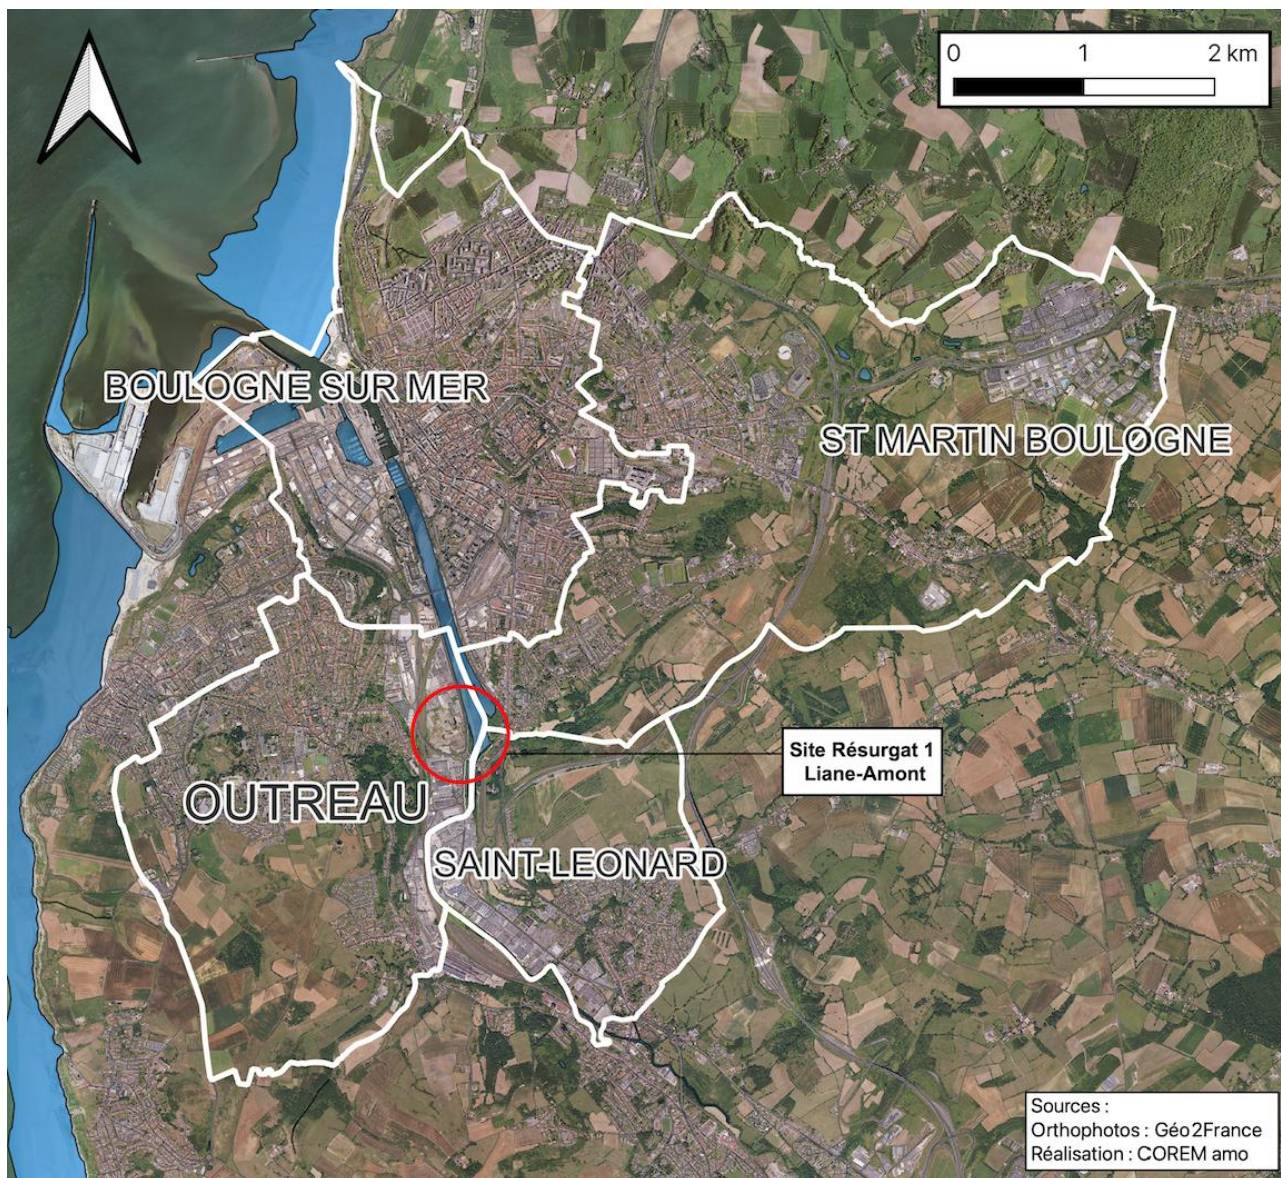 0 1 2 km
BOULOGNE SUR MER
ST MARTIN BOULOGNE
Site Résurgat 1
Liane-Amont
OUTREAU
SAINT-LEONARD
Sources :
Orthophotos : Géo2France
Réalisation : COREM amo